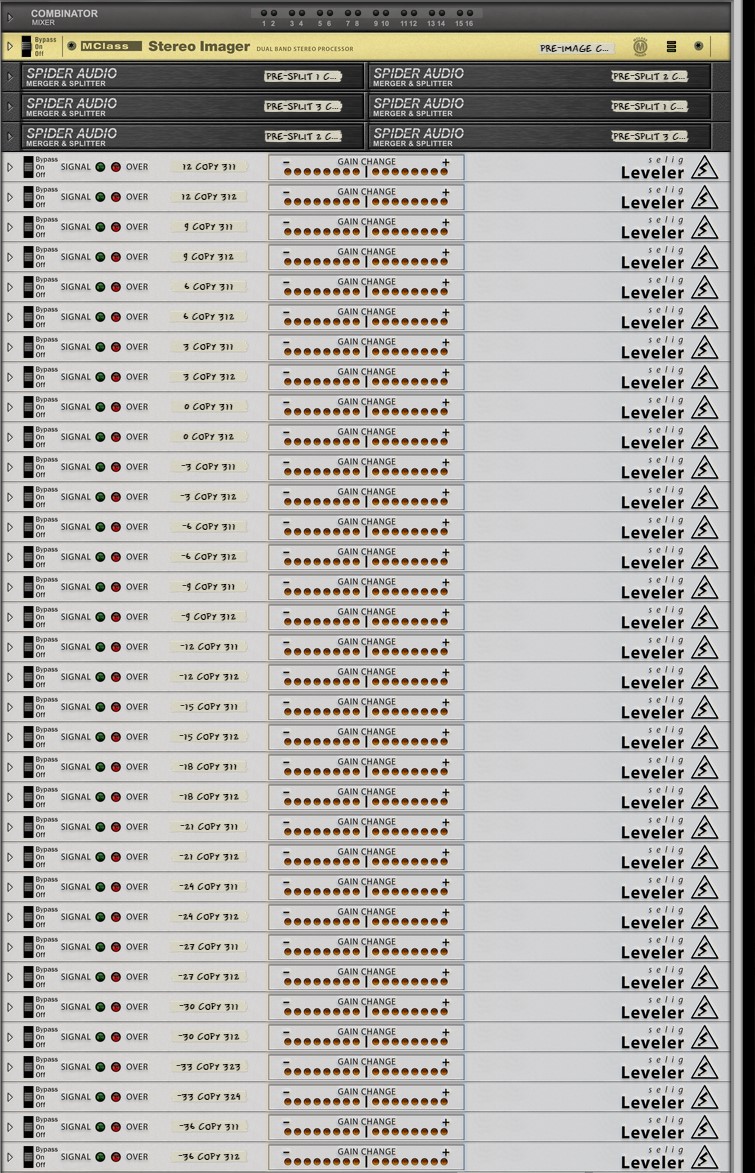 COMBINATOR
MIXER
1 2 3 4 5 6 7 8 9 10 11 12 13 14 15 16
Bypass On Off MClass Stereo Imager DUAL BAND STEREO PROCESSOR PRE-IMAGE C...
SPIDER AUDIO MERGER & SPLITTER PRE-SPLIT 1 C... SPIDER AUDIO MERGER & SPLITTER PRE-SPLIT 2 C...
SPIDER AUDIO MERGER & SPLITTER PRE-SPLIT 3 C... SPIDER AUDIO MERGER & SPLITTER PRE-SPLIT 1 C...
SPIDER AUDIO MERGER & SPLITTER PRE-SPLIT 2 C... SPIDER AUDIO MERGER & SPLITTER PRE-SPLIT 3 C...
Bypass On Off SIGNAL OVER 12 COPY 311 - GAIN CHANGE + selig Leveler
Bypass On Off SIGNAL OVER 12 COPY 312 - GAIN CHANGE + selig Leveler
Bypass On Off SIGNAL OVER 9 COPY 311 - GAIN CHANGE + selig Leveler
Bypass On Off SIGNAL OVER 9 COPY 312 - GAIN CHANGE + selig Leveler
Bypass On Off SIGNAL OVER 6 COPY 311 - GAIN CHANGE + selig Leveler
Bypass On Off SIGNAL OVER 6 COPY 312 - GAIN CHANGE + selig Leveler
Bypass On Off SIGNAL OVER 3 COPY 311 - GAIN CHANGE + selig Leveler
Bypass On Off SIGNAL OVER 3 COPY 312 - GAIN CHANGE + selig Leveler
Bypass On Off SIGNAL OVER 0 COPY 311 - GAIN CHANGE + selig Leveler
Bypass On Off SIGNAL OVER 0 COPY 312 - GAIN CHANGE + selig Leveler
Bypass On Off SIGNAL OVER -3 COPY 311 - GAIN CHANGE + selig Leveler
Bypass On Off SIGNAL OVER -3 COPY 312 - GAIN CHANGE + selig Leveler
Bypass On Off SIGNAL OVER -6 COPY 311 - GAIN CHANGE + selig Leveler
Bypass On Off SIGNAL OVER -6 COPY 312 - GAIN CHANGE + selig Leveler
Bypass On Off SIGNAL OVER -9 COPY 311 - GAIN CHANGE + selig Leveler
Bypass On Off SIGNAL OVER -9 COPY 312 - GAIN CHANGE + selig Leveler
Bypass On Off SIGNAL OVER -12 COPY 311 - GAIN CHANGE + selig Leveler
Bypass On Off SIGNAL OVER -12 COPY 312 - GAIN CHANGE + selig Leveler
Bypass On Off SIGNAL OVER -15 COPY 311 - GAIN CHANGE + selig Leveler
Bypass On Off SIGNAL OVER -15 COPY 312 - GAIN CHANGE + selig Leveler
Bypass On Off SIGNAL OVER -18 COPY 311 - GAIN CHANGE + selig Leveler
Bypass On Off SIGNAL OVER -18 COPY 312 - GAIN CHANGE + selig Leveler
Bypass On Off SIGNAL OVER -21 COPY 311 - GAIN CHANGE + selig Leveler
Bypass On Off SIGNAL OVER -21 COPY 312 - GAIN CHANGE + selig Leveler
Bypass On Off SIGNAL OVER -24 COPY 311 - GAIN CHANGE + selig Leveler
Bypass On Off SIGNAL OVER -24 COPY 312 - GAIN CHANGE + selig Leveler
Bypass On Off SIGNAL OVER -27 COPY 311 - GAIN CHANGE + selig Leveler
Bypass On Off SIGNAL OVER -27 COPY 312 - GAIN CHANGE + selig Leveler
Bypass On Off SIGNAL OVER -30 COPY 311 - GAIN CHANGE + selig Leveler
Bypass On Off SIGNAL OVER -30 COPY 312 - GAIN CHANGE + selig Leveler
Bypass On Off SIGNAL OVER -33 COPY 323 - GAIN CHANGE + selig Leveler
Bypass On Off SIGNAL OVER -33 COPY 324 - GAIN CHANGE + selig Leveler
Bypass On Off SIGNAL OVER -36 COPY 311 - GAIN CHANGE + selig Leveler
Bypass On Off SIGNAL OVER -36 COPY 312 - GAIN CHANGE + selig Leveler